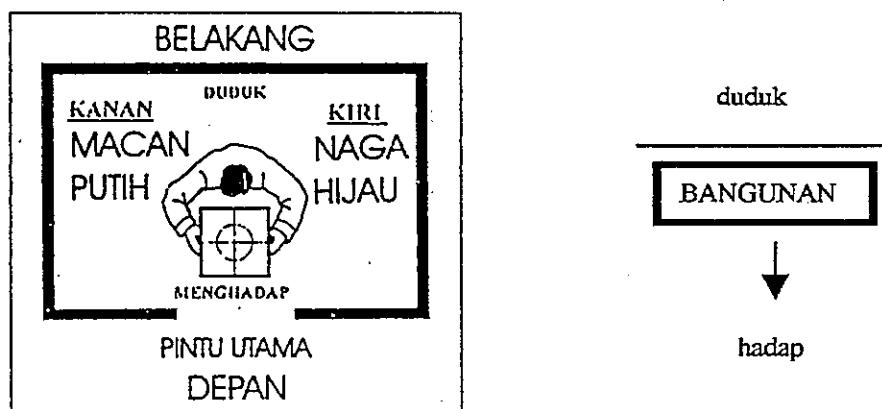 BELAKANG
DUDUK
KANAN
MACAN
PUTIH
KIRI
NAGA
HIJAU
MENGHADAP
PINTU UTAMA
DEPAN
duduk
BANGUNAN
hadap